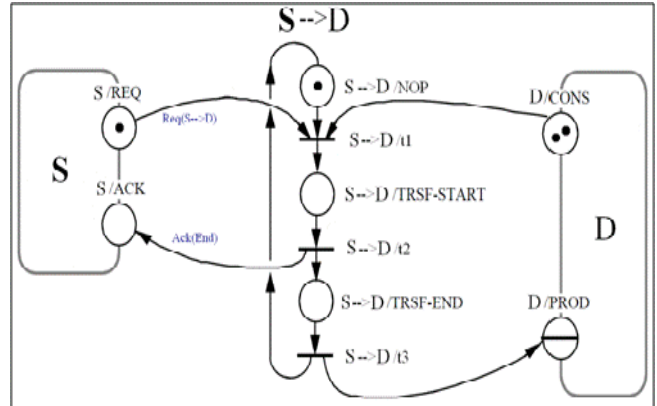 S-->D
S-->D/NOP
S/REQ
D/CONS
Req(S-->D)
S-->D/t1
S
S/ACK
S-->D/TRSF-START
D
Ack(End)
S-->D/t2
S-->D/TRSF-END
D/PROD
S-->D/t3